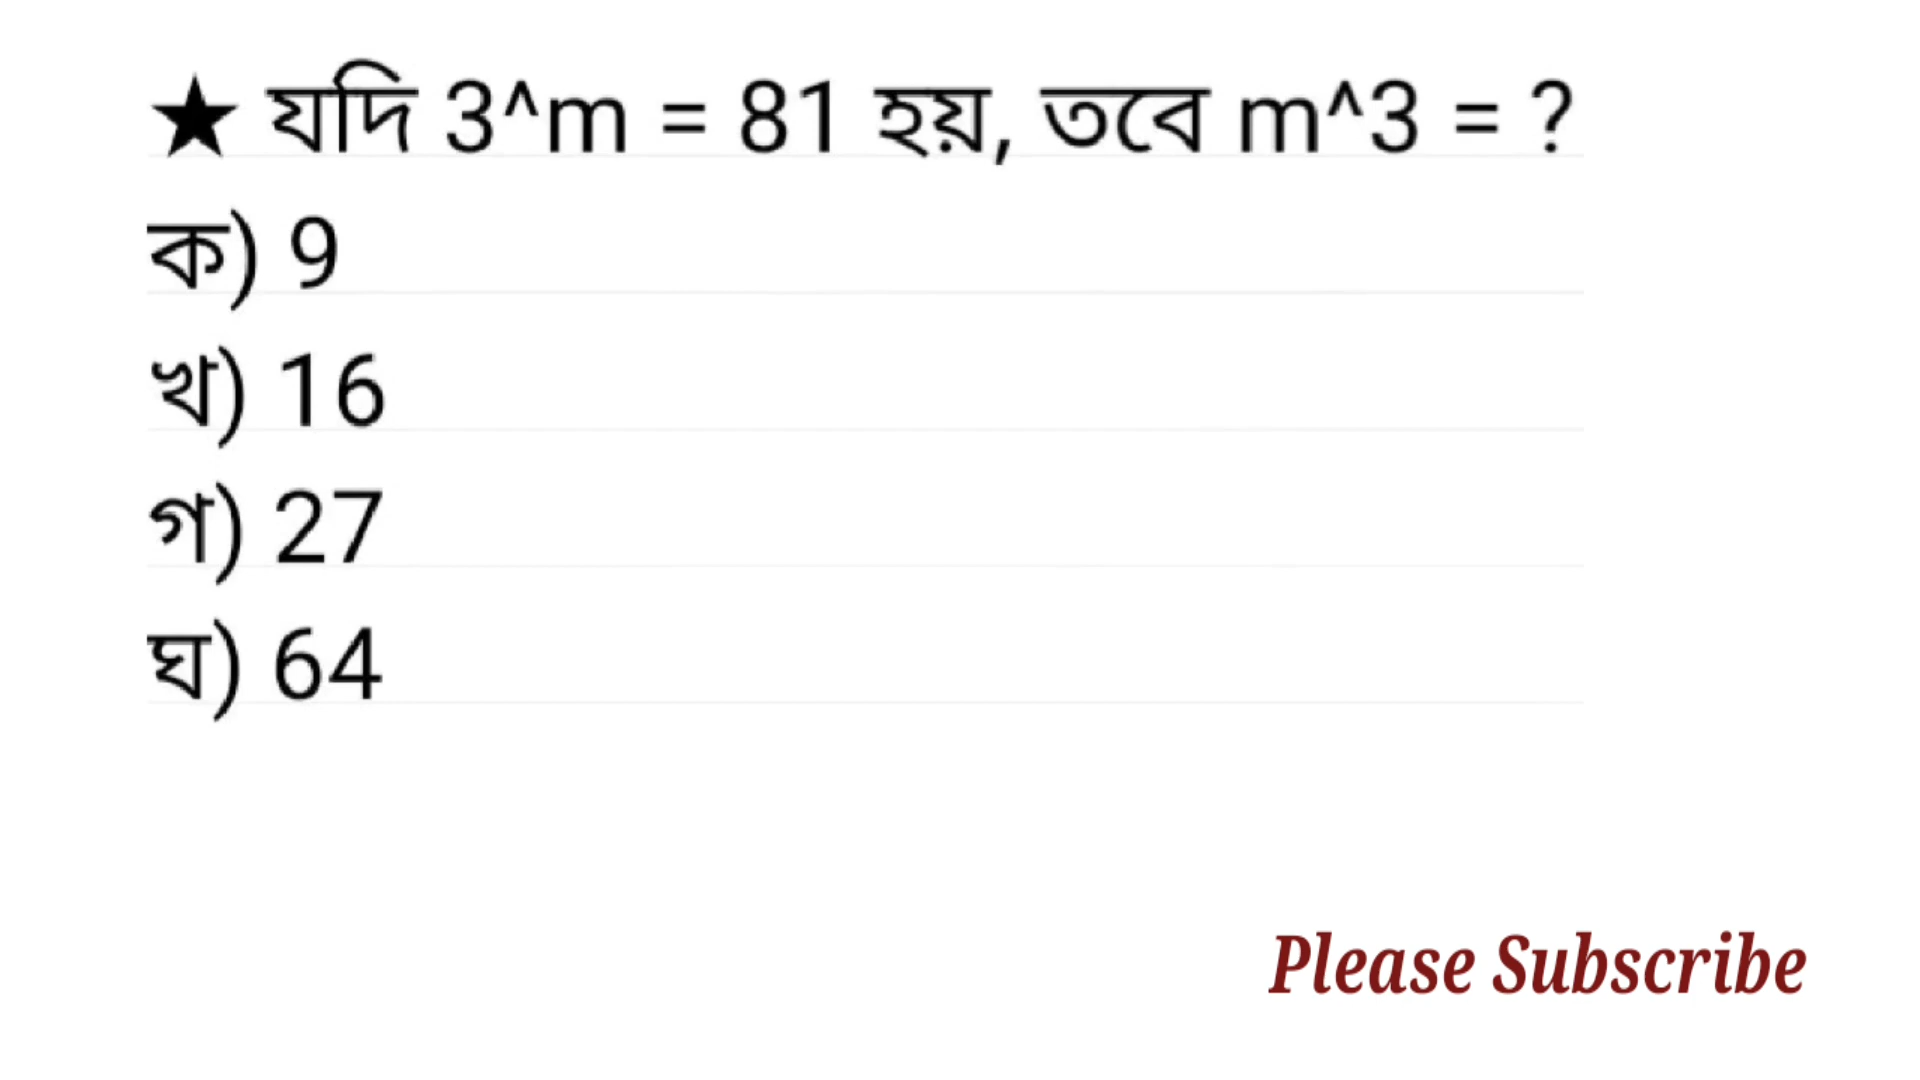 ★ যদি 3^m = 81 হয়, তবে m^3 = ?
ক) 9
খ) 16
গ) 27
ঘ) 64
Please Subscribe